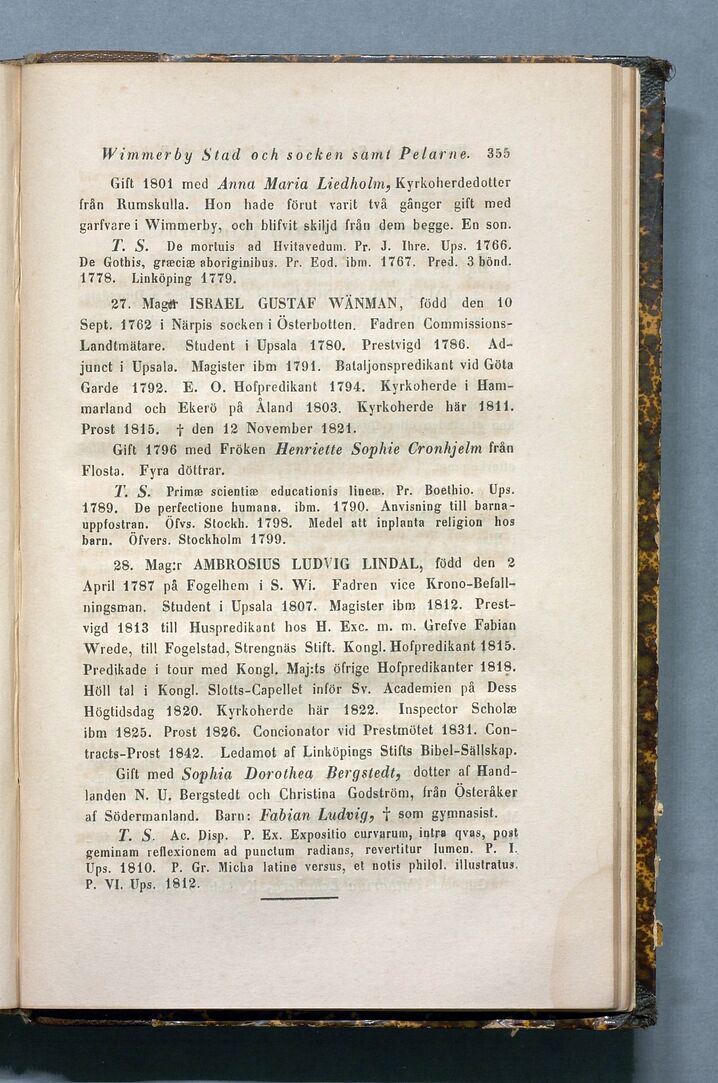 Wimmerby Stad och socken samt Pelarne. 355
Gift 1801 med Anna Maria Liedholm, Kyrkoherdedotter
från Rumskulla. Hon hade förut varit två gånger gift med
garfvare i Wimmerby, och blifvit skiljd från dem begge. En son.
T. S. De mortuis ad Hvitavedum. Pr. J. Ihre. Ups. 1766.
De Gothis, græciæ aboriginibus. Pr. Eod. ibm. 1767. Pred. 3 bönd.
1778. Linköping 1779.
27. Mag:r ISRAEL GUSTAF WÄNMAN, född den 10
Sept. 1762 i Närpis socken i Österbotten. Fadren Commissions-
Landtmätare. Student i Upsala 1780. Prestvigd 1786. Ad-
junct i Upsala. Magister ibm 1791. Bataljonspredikant vid Göta
Garde 1792. E. O. Hofpredikant 1794. Kyrkoherde i Ham-
marland och Ekerö på Åland 1803. Kyrkoherde här 1811.
Prost 1815. † den 12 November 1821.
Gift 1796 med Fröken Henriette Sophie Cronhjelm från
Flosta. Fyra döttrar.
T. S. Primæ scientiæ educationis lineæ. Pr. Boethio. Ups.
1789. De perfectione humana. ibm. 1790. Anvisning till barna-
uppfostran. Öfvs. Stockh. 1798. Medel att inplanta religion hos
barn. Öfvers. Stockholm 1799.
28. Mag:r AMBROSIUS LUDVIG LINDAL, född den 2
April 1787 på Fogelhem i S. Wi. Fadren vice Krono-Befall-
ningsman. Student i Upsala 1807. Magister ibm 1812. Prest-
vigd 1813 till Huspredikant hos H. Exc. m. m. Grefve Fabian
Wrede, till Fogelstad, Strengnäs Stift. Kongl. Hofpredikant 1815.
Predikade i tour med Kongl. Maj:ts öfrige Hofpredikanter 1818.
Höll tal i Kongl. Slotts-Capellet inför Sv. Academien på Dess
Högtidsdag 1820. Kyrkoherde här 1822. Inspector Scholæ
ibm 1825. Prost 1826. Concionator vid Prestmötet 1831. Con-
tracts-Prost 1842. Ledamot af Linköpings Stifts Bibel-Sällskap.
Gift med Sophia Dorothea Bergstedt, dotter af Hand-
landen N. U. Bergstedt och Christina Godström, från Österåker
af Södermanland. Barn: Fabian Ludvig, † som gymnasist.
T. S. Ac. Disp. P. Ex. Expositio curvarum, intra qvas, post
geminam reflexionem ad punctum radians, revertitur lumen. P. I.
Ups. 1810. P. Gr. Micha latine versus, et notis philol. illustratus.
P. VI. Ups. 1812.